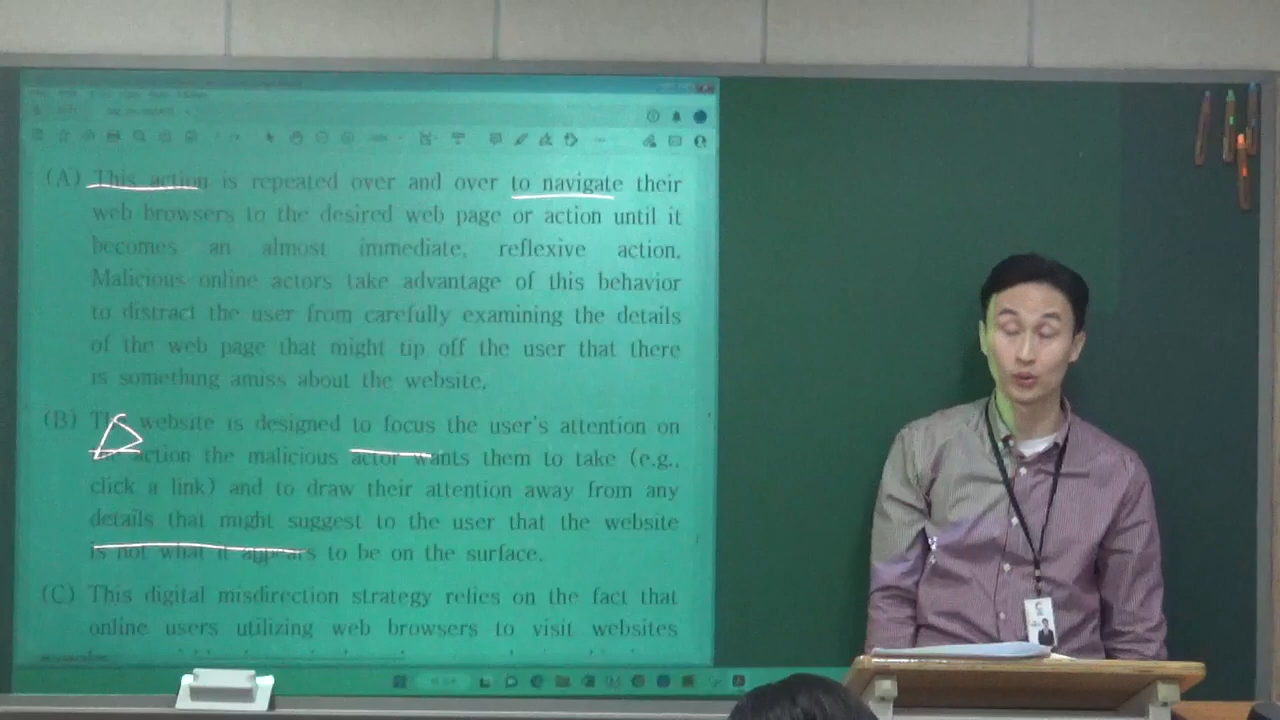 (A) This action is repeated over and over to navigate their
web browsers to the desired web page or action until it
becomes an almost immediate, reflexive action.
Malicious online actors take advantage of this behavior
to distract the user from carefully examining the details
of the web page that might tip off the user that there
is something amiss about the website.
(B) website is designed to focus the user's attention on
action the malicious actor wants them to take (e.g.,
click a link) and to draw their attention away from any
details that might suggest to the user that the website
is not what it appears to be on the surface.
(C) This digital misdirection strategy relies on the fact that
online users utilizing web browsers to visit websites